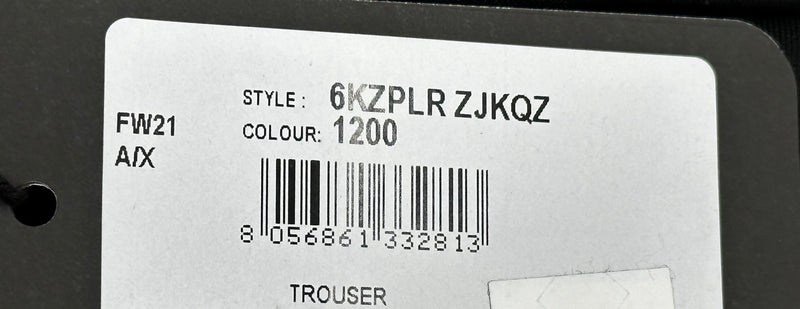 STYLE : 6KZPLR ZJKQZ
FW21
COLOUR: 1200
A/X
8 056861 332813
TROUSER